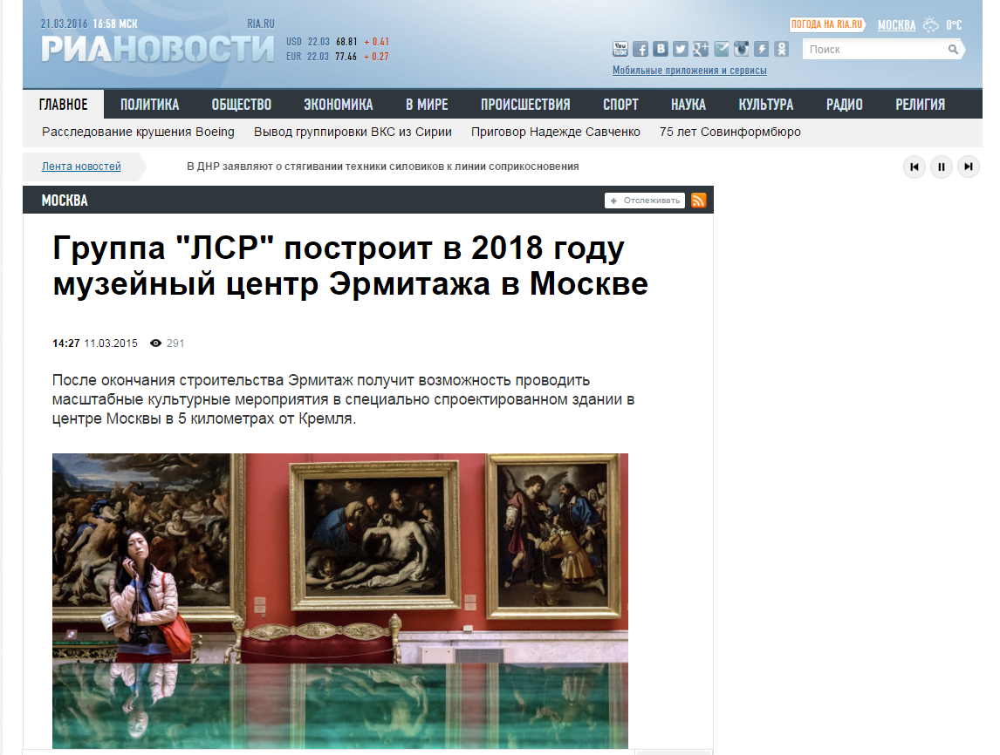 21.03.2016 16:58 МСК
RIA.RU
РИАНОВОСТИ
USD 22.03 68.81 + 0.41
EUR 22.03 77.46 + 0.27
ПОГОДА НА RIA.RU
МОСКВА
0°C
You Tube
Поиск
Мобильные приложения и сервисы
ГЛАВНОЕ ПОЛИТИКА ОБЩЕСТВО ЭКОНОМИКА В МИРЕ ПРОИСШЕСТВИЯ СПОРТ НАУКА КУЛЬТУРА РАДИО РЕЛИГИЯ
Расследование крушения Boeing Вывод группировки ВКС из Сирии Приговор Надежде Савченко 75 лет Совинформбюро
Лента новостей В ДНР заявляют о стягивании техники силовиков к линии соприкосновения
МОСКВА
+ Отслеживать
Группа "ЛСР" построит в 2018 году
музейный центр Эрмитажа в Москве
14:27 11.03.2015 291
После окончания строительства Эрмитаж получит возможность проводить
масштабные культурные мероприятия в специально спроектированном здании в
центре Москвы в 5 километрах от Кремля.